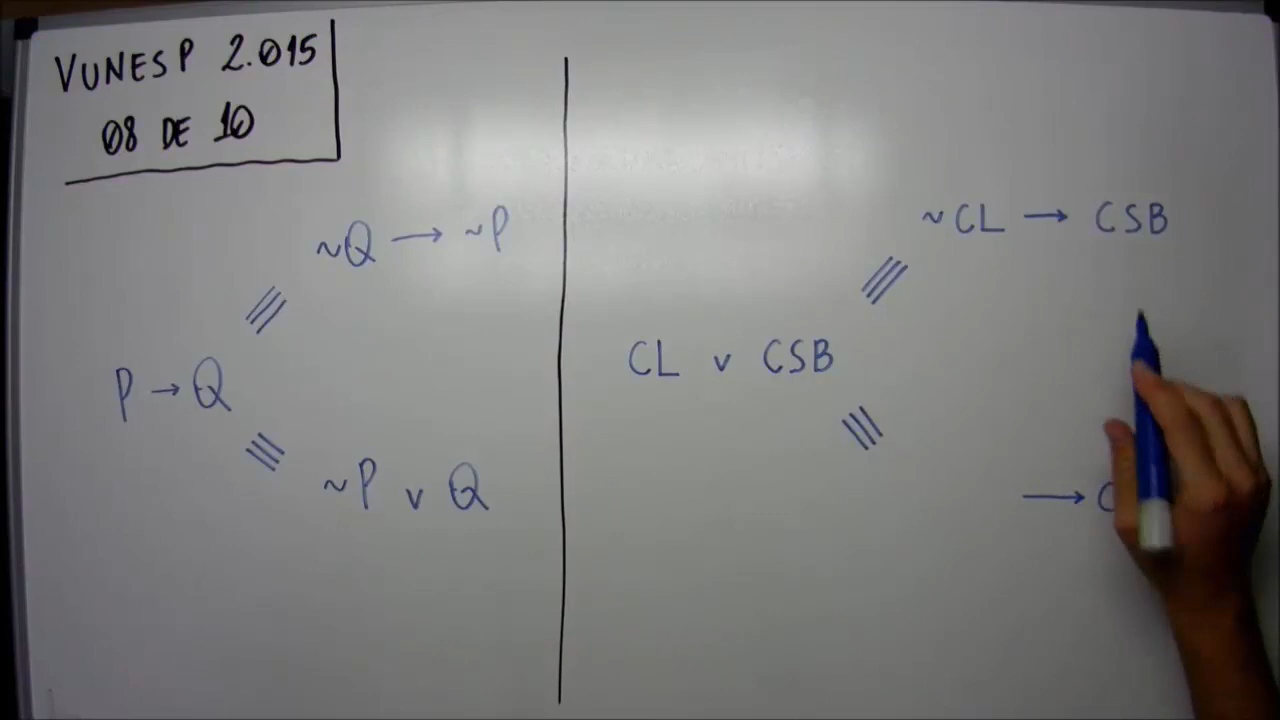 VUNESP 2.015
08 DE 10
~Q → ~P
P → Q
~P v Q
~CL → CSB
CL v CSB
→ C